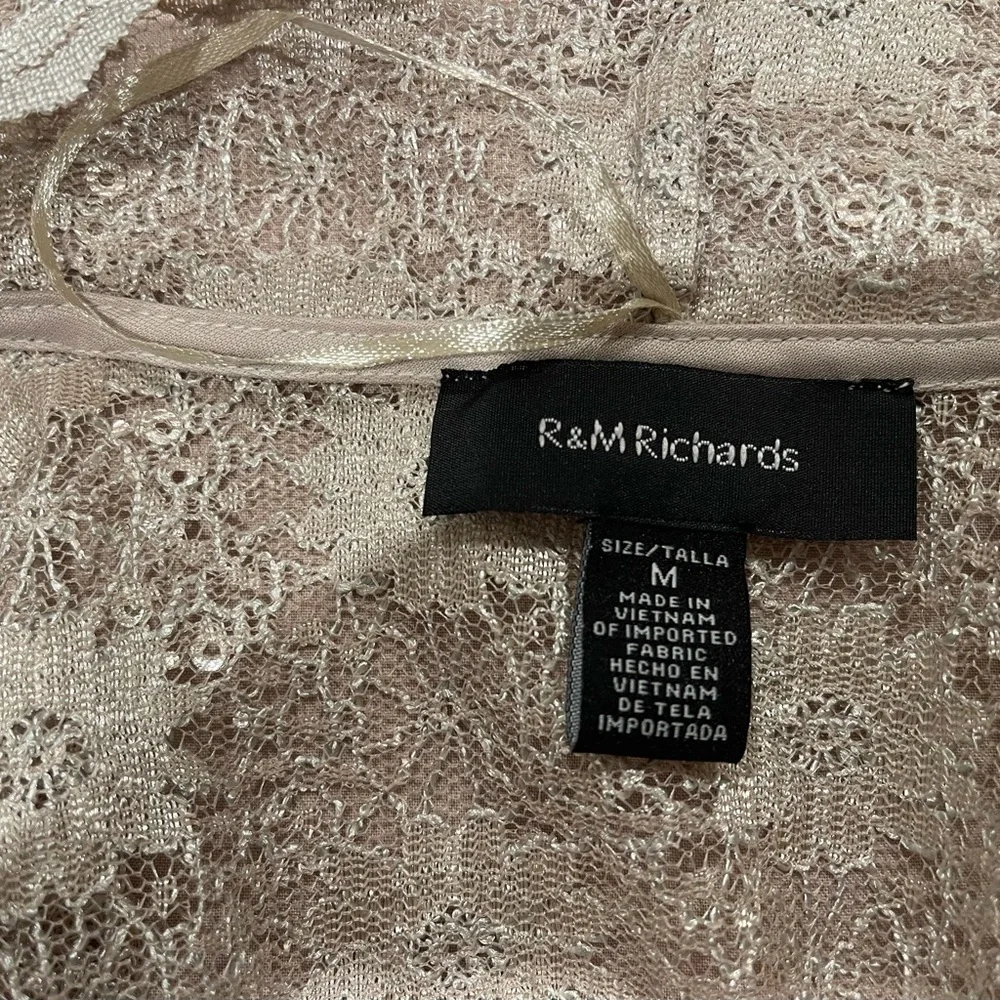 R&M Richards
SIZE/TALLA
M
MADE IN
VIETNAM
OF IMPORTED
FABRIC
HECHO EN
VIETNAM
DE TELA
IMPORTADA